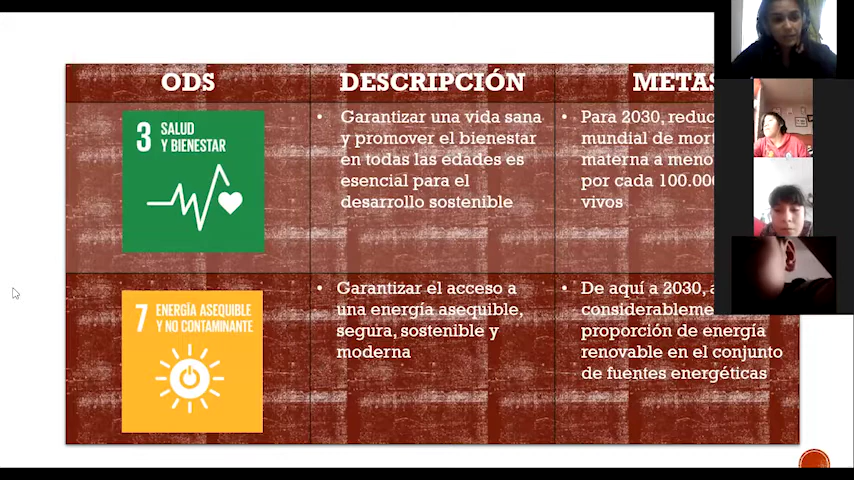 ODS
DESCRIPCIÓN
METAS
3 SALUD
Y BIENESTAR
Garantizar una vida sana
y promover el bienestar
en todas las edades es
esencial para el
desarrollo sostenible
Para 2030,
mundial de
materna a
por cada
vivos
7 ENERGÍA ASEQUIBLE
Y NO CONTAMINANTE
Garantizar el acceso a
una energía asequible,
segura, sostenible y
moderna
De aquí a 2030,
proporción de energía
renovable en el conjunto
de fuentes energéticas